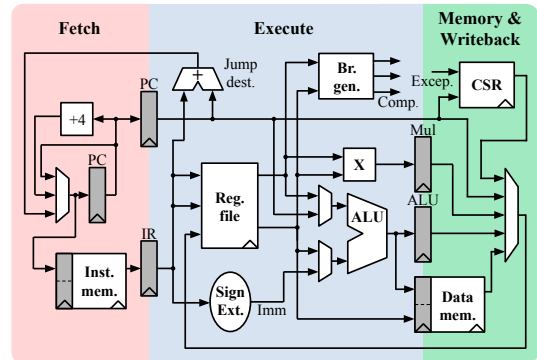 Fetch
Execute
Memory &
Writeback
PC
+
Jump
dest.
Br.
gen.
Comp.
Excep.
CSR
+4
PC
Mul
X
Reg.
file
ALU
ALU
IR
Inst.
mem.
Sign
Ext.
Imm
Data
mem.